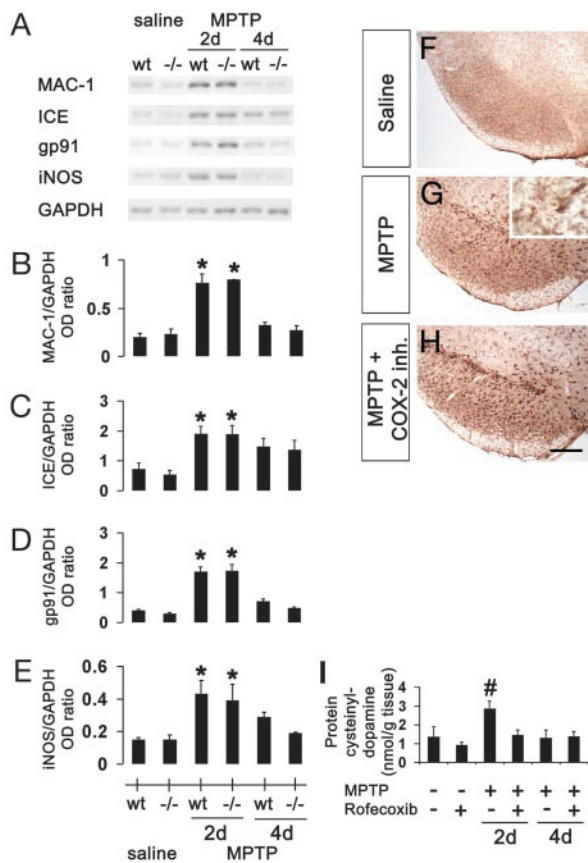 A
saline MPTP
2d 4d
wt -/- wt -/- wt -/-
MAC-1
ICE
gp91
iNOS
GAPDH
B
MAC-1/GAPDH
OD ratio
1
0.5
0
* *
C
ICE/GAPDH
OD ratio
3
2
1
0
* *
D
gp91/GAPDH
OD ratio
3
2
1
0
* *
E
iNOS/GAPDH
OD ratio
0.6
0.4
0.2
0
* *
wt -/- wt -/- wt -/-
2d 4d
saline MPTP
F
Saline
G
MPTP
H
MPTP +
COX-2 inh.
I
Protein
cysteinyl-
dopamine
(nmol/g tissue)
4
3
2
1
0
#
MPTP - - + + + +
Rofecoxib - + - + - +
2d 4d